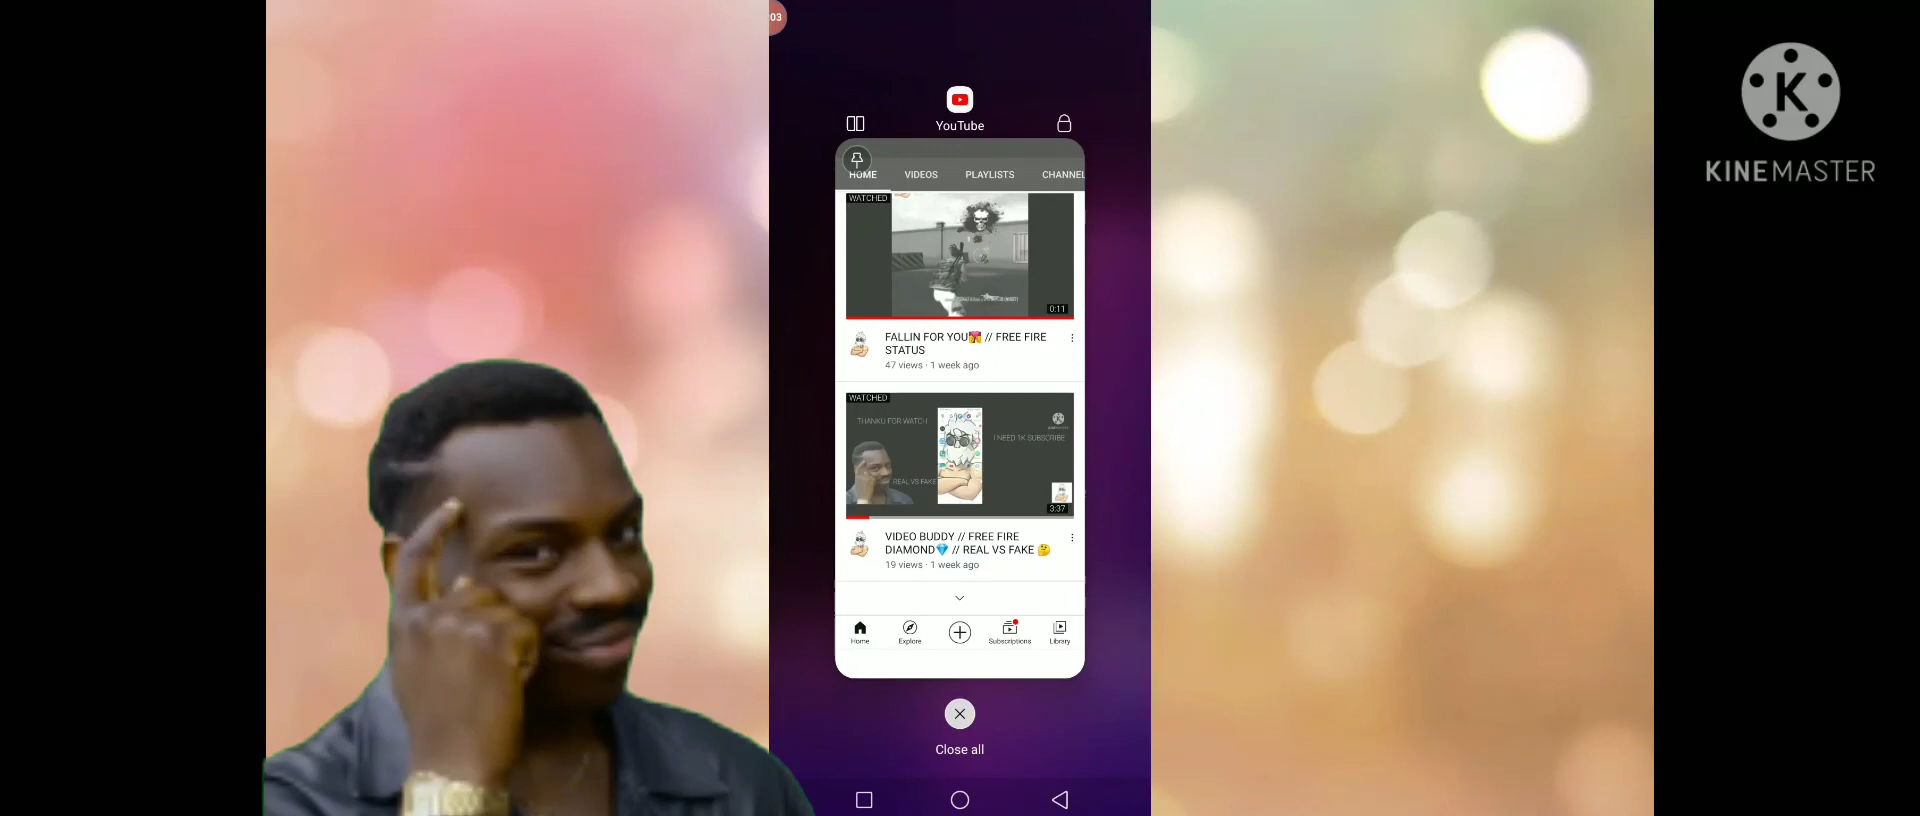 03
KINEMASTER
YouTube
HOME VIDEOS PLAYLISTS CHANNEL
WATCHED
0:11
FALLIN FOR YOU // FREE FIRE
STATUS
47 views · 1 week ago
WATCHED
THANKU FOR WATCH
KINEMASTER
I NEED 1K SUBSCRIBE
REAL VS FAKE
3:37
VIDEO BUDDY // FREE FIRE
DIAMOND💎 // REAL VS FAKE 🤔
19 views · 1 week ago
Home Explore Subscriptions Library
Close all